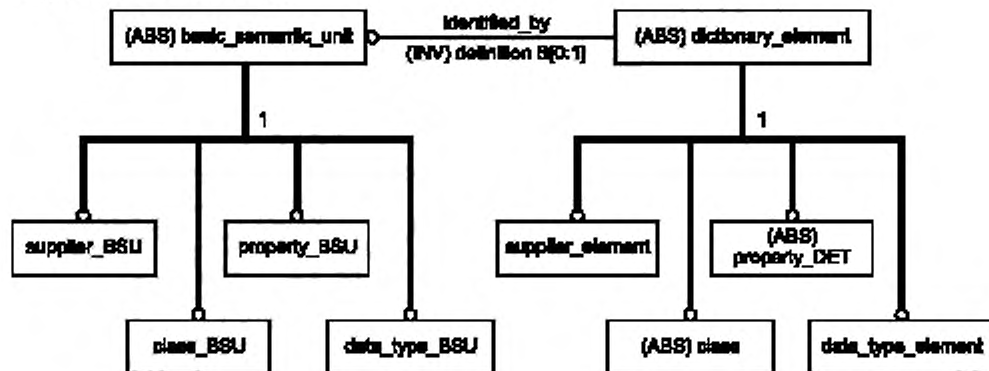 identified_by
(ABS) basic_semantic_unit
(ABS) dictionary_element
(INV) definition S[0:1]
1
1
supplier_BSU
property_BSU
supplier_element
(ABS)
property_DET
class_BSU
data_type_BSU
(ABS) class
data_type_element